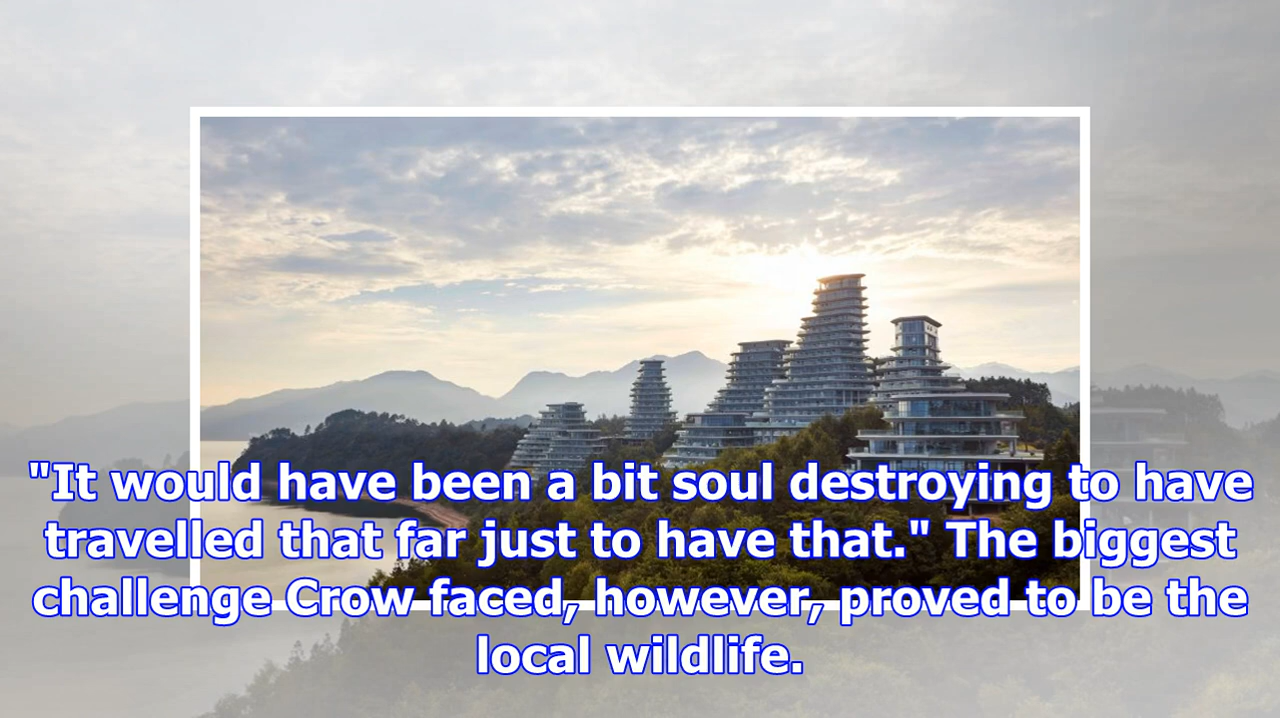 "It would have been a bit soul destroying to have
travelled that far just to have that." The biggest
challenge Crow faced, however, proved to be the
local wildlife.